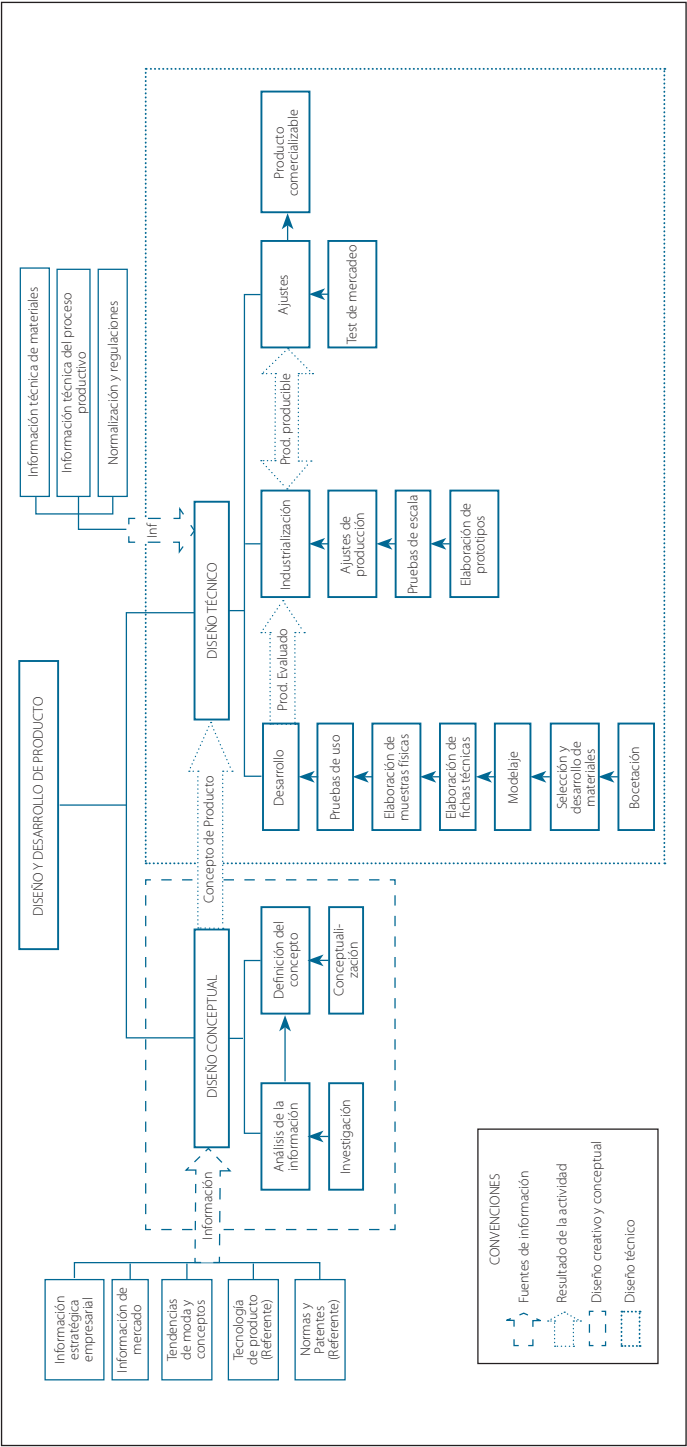 DISEÑO Y DESARROLLO DE PRODUCTO
Información
estratégica
empresarial
Información de
mercado
Tendencias
de moda y
conceptos
Tecnología
de producto
(Referente)
Normas y
Patentes
(Referente)
Información
DISEÑO CONCEPTUAL
Análisis de la
información
Investigación
Definición del
concepto
Conceptuali-
zación
Concepto de Producto
Información técnica de materiales
Información técnica del proceso
productivo
Normalización y regulaciones
Inf
DISEÑO TÉCNICO
Desarrollo
Pruebas de uso
Elaboración de
muestras físicas
Elaboración de
fichas técnicas
Modelaje
Selección y
desarrollo de
materiales
Bocetación
Prod. Evaluado
Industrialización
Ajustes de
producción
Pruebas de escala
Elaboración de
prototipos
Prod. producible
Ajustes
Test de mercadeo
Producto
comercializable
CONVENCIONES
Fuentes de información
Resultado de la actividad
Diseño creativo y conceptual
Diseño técnico